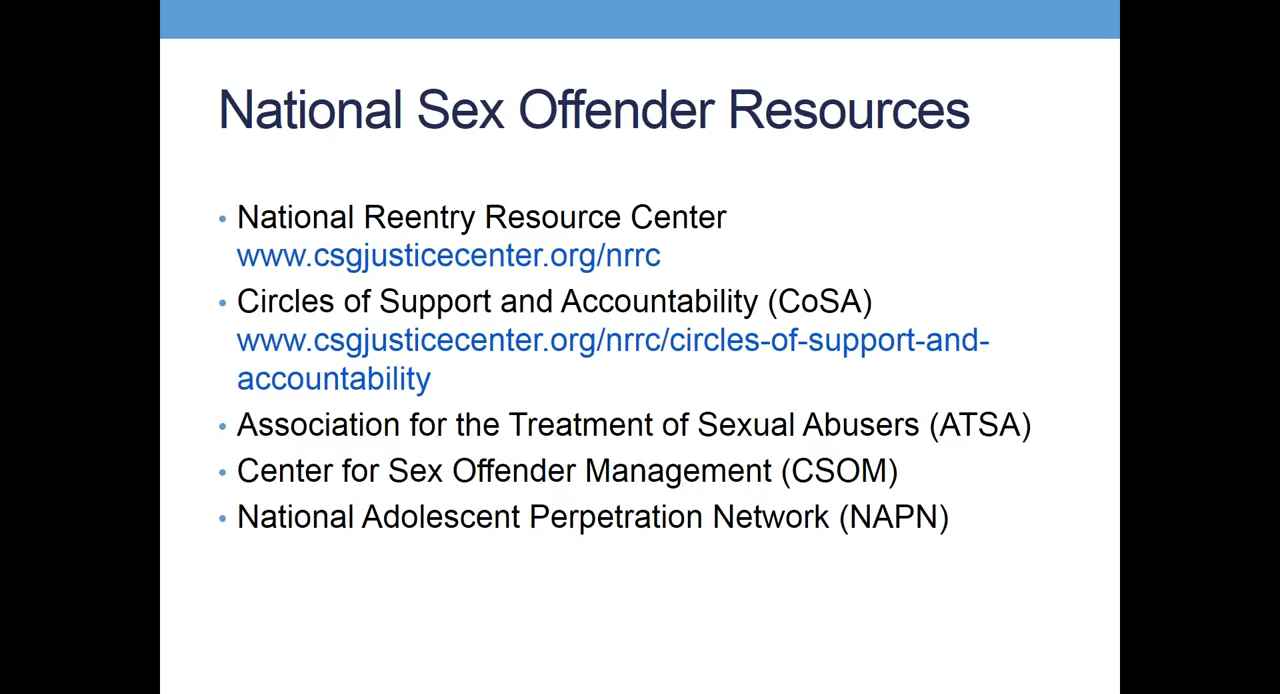 National Sex Offender Resources
• National Reentry Resource Center
www.csgjusticecenter.org/nrrc
• Circles of Support and Accountability (CoSA)
www.csgjusticecenter.org/nrrc/circles-of-support-and-
accountability
• Association for the Treatment of Sexual Abusers (ATSA)
• Center for Sex Offender Management (CSOM)
• National Adolescent Perpetration Network (NAPN)